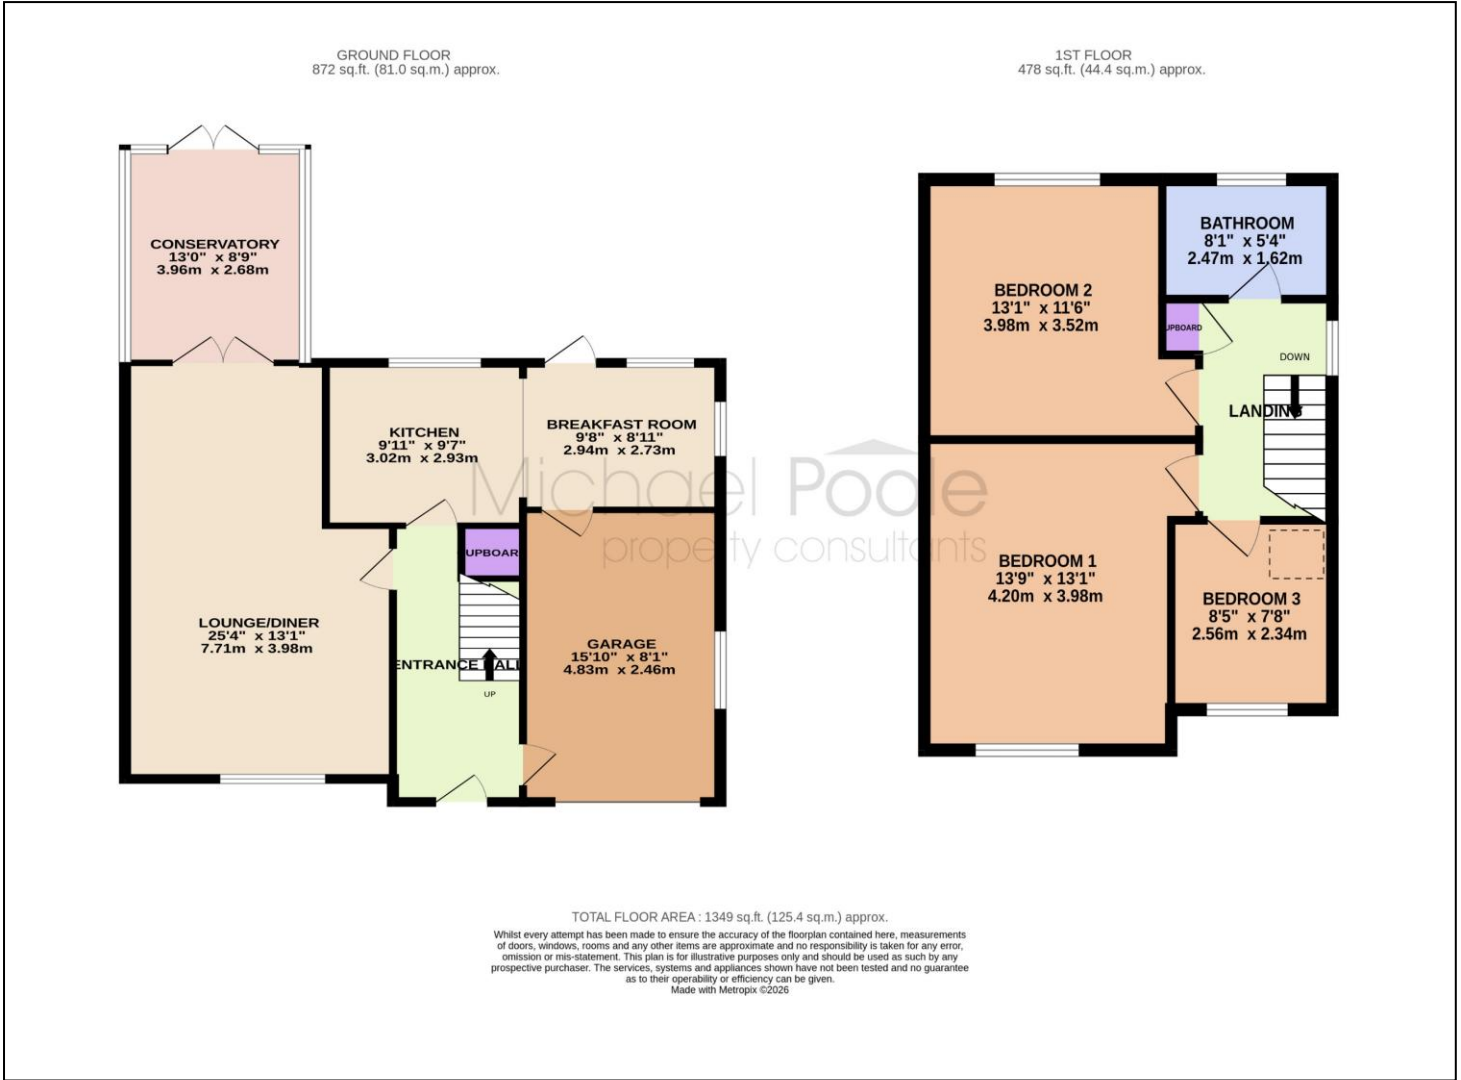 GROUND FLOOR
872 sq.ft. (81.0 sq.m.) approx.
1ST FLOOR
478 sq.ft. (44.4 sq.m.) approx.
CONSERVATORY
13'0" x 8'9"
3.96m x 2.68m
KITCHEN
9'11" x 9'7"
3.02m x 2.93m
BREAKFAST ROOM
9'8" x 8'11"
2.94m x 2.73m
UPBOAR
LOUNGE/DINER
25'4" x 13'1"
7.71m x 3.98m
ENTRANCE HALL
UP
GARAGE
15'10" x 8'1"
4.83m x 2.46m
BATHROOM
8'1" x 5'4"
2.47m x 1.62m
BEDROOM 2
13'1" x 11'6"
3.98m x 3.52m
UPBOARD
DOWN
LANDING
BEDROOM 1
13'9" x 13'1"
4.20m x 3.98m
BEDROOM 3
8'5" x 7'8"
2.56m x 2.34m
Michael Poole
property consultants
TOTAL FLOOR AREA : 1349 sq.ft. (125.4 sq.m.) approx.
Whilst every attempt has been made to ensure the accuracy of the floorplan contained here, measurements
of doors, windows, rooms and any other items are approximate and no responsibility is taken for any error,
omission or mis-statement. This plan is for illustrative purposes only and should be used as such by any
prospective purchaser. The services, systems and appliances shown have not been tested and no guarantee
as to their operability or efficiency can be given.
Made with Metropix ©2026